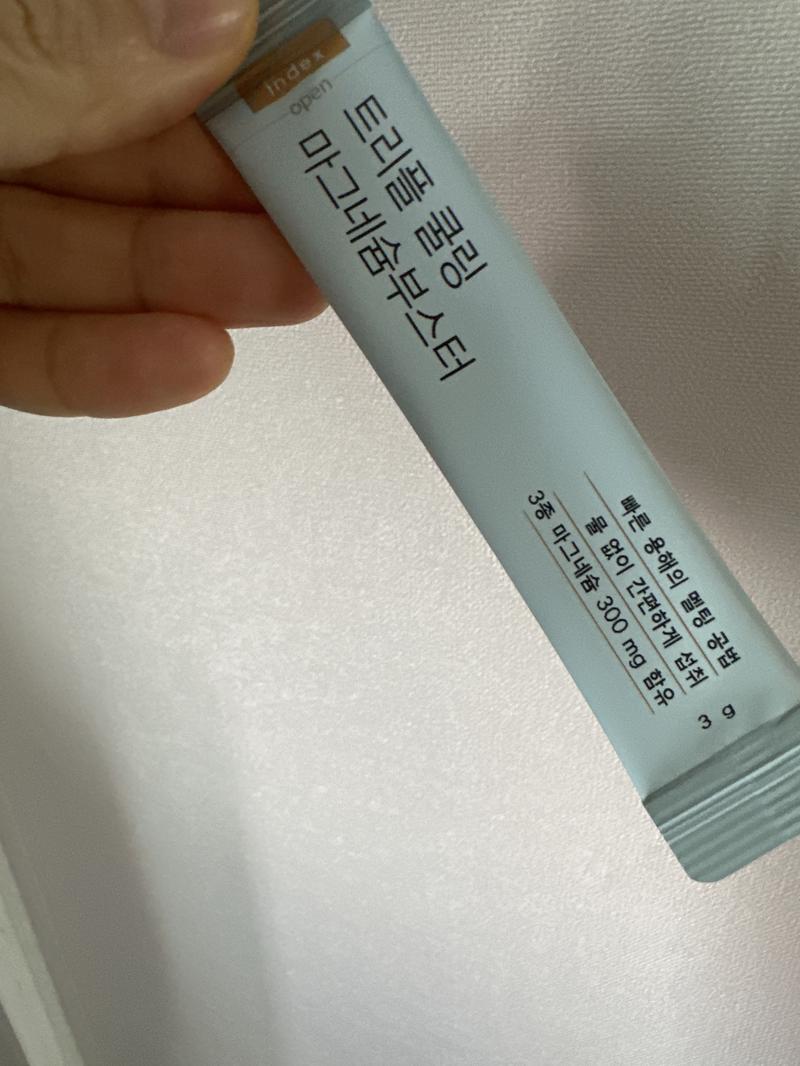 index
open
트리플 쿨링
마그네슘부스터
빠른 용해의 멜팅 공법
물 없이 간편하게 섭취
3종 마그네슘 300 mg 함유
3 g